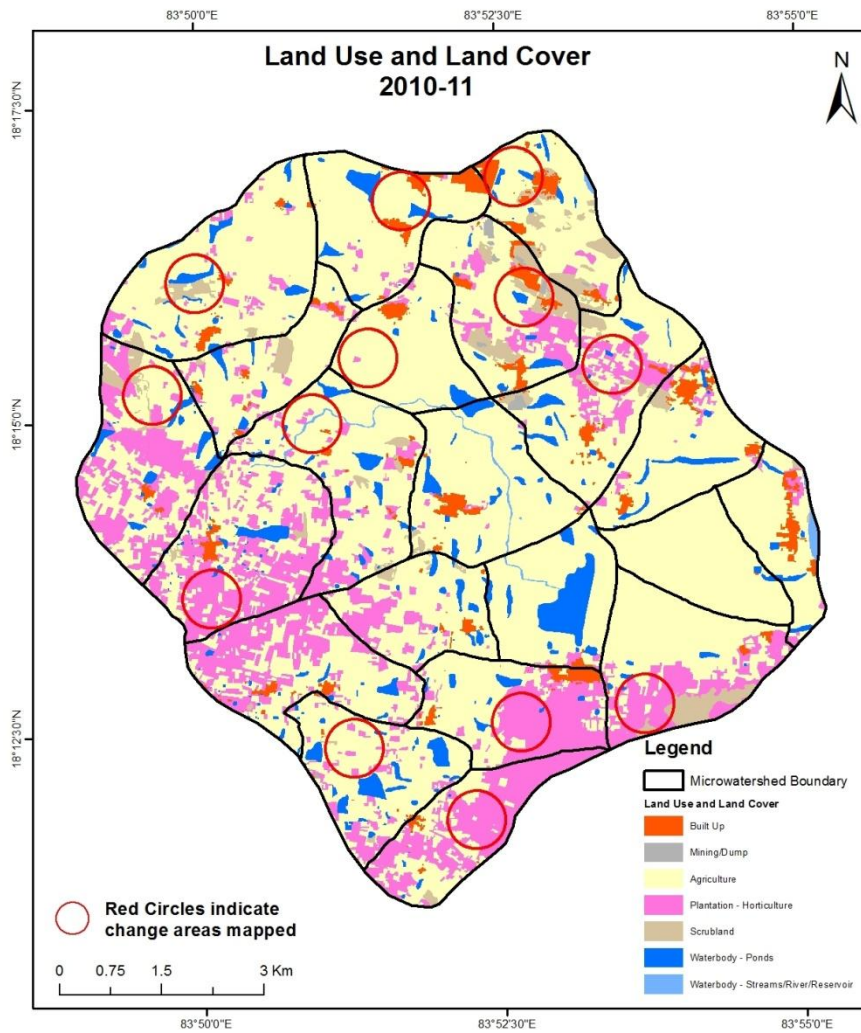 83°50'0"E
83°52'30"E
83°55'0"E
Land Use and Land Cover
2010-11
N
18°17'30"N
18°15'0"N
18°12'30"N
Legend
Microwatershed Boundary
Land Use and Land Cover
Built Up
Mining/Dump
Agriculture
Plantation - Horticulture
Scrubland
Waterbody - Ponds
Waterbody - Streams/River/Reservoir
Red Circles indicate
change areas mapped
0 0.75 1.5 3 Km
83°50'0"E
83°52'30"E
83°55'0"E